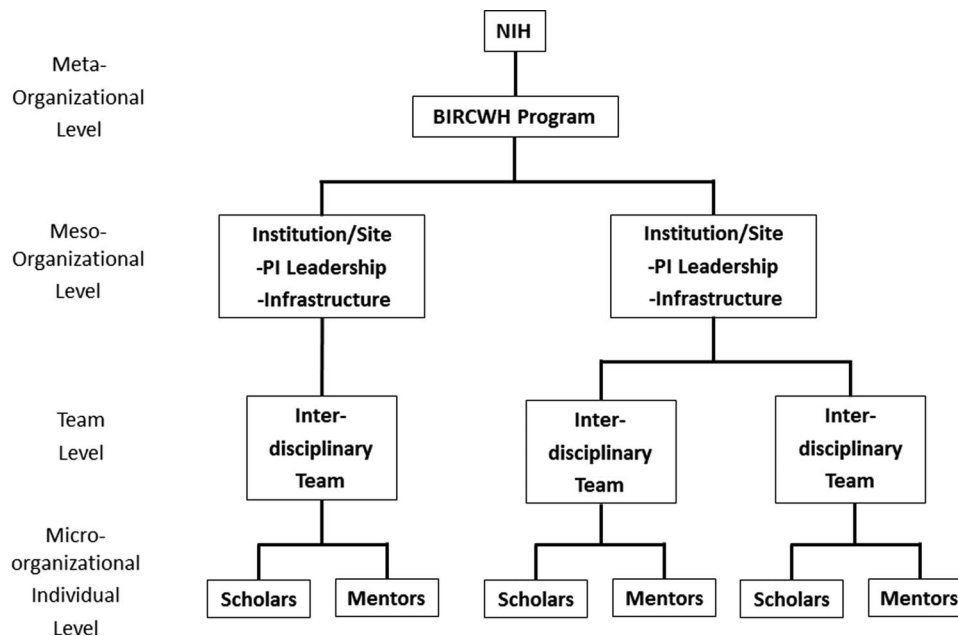 NIH
Meta-
Organizational
Level
BIRCWH Program
Meso-
Organizational
Level
Institution/Site
-PI Leadership
-Infrastructure
Institution/Site
-PI Leadership
-Infrastructure
Team
Level
Inter-
disciplinary
Team
Inter-
disciplinary
Team
Inter-
disciplinary
Team
Micro-
organizational
Individual
Level
Scholars
Mentors
Scholars
Mentors
Scholars
Mentors